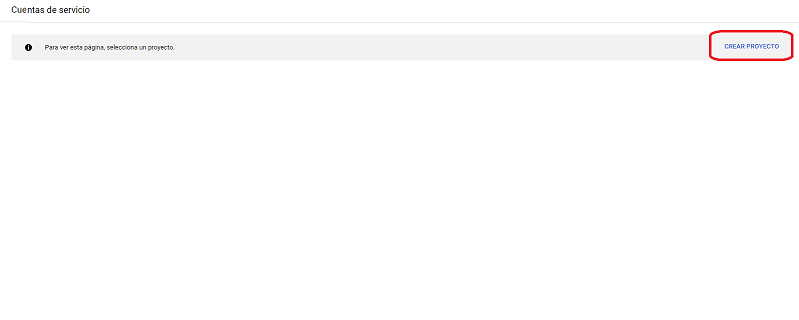 Cuentas de servicio
Para ver esta página, selecciona un proyecto.
CREAR PROYECTO